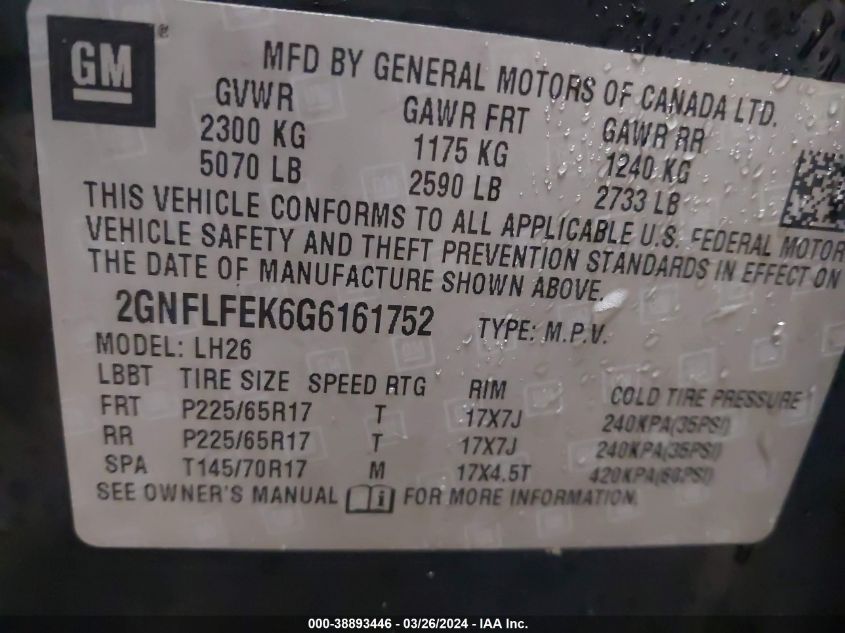 GM ®
MFD BY GENERAL MOTORS OF CANADA LTD.
GVWR GAWR FRT GAWR RR
2300 KG 1175 KG 1240 KG
5070 LB 2590 LB 2733 LB
THIS VEHICLE CONFORMS TO ALL APPLICABLE U.S. FEDERAL MOTOR
VEHICLE SAFETY AND THEFT PREVENTION STANDARDS IN EFFECT ON
THE DATE OF MANUFACTURE SHOWN ABOVE.
2GNFLFEK6G6161752 TYPE: M.P.V.
MODEL: LH26
LBBT TIRE SIZE SPEED RTG RIM COLD TIRE PRESSURE
FRT P225/65R17 T 17X7J 240KPA(35PSI)
RR P225/65R17 T 17X7J 240KPA(35PSI)
SPA T145/70R17 M 17X4.5T 420KPA(60PSI)
SEE OWNER'S MANUAL i FOR MORE INFORMATION.
000-38893446 - 03/26/2024 - IAA Inc.